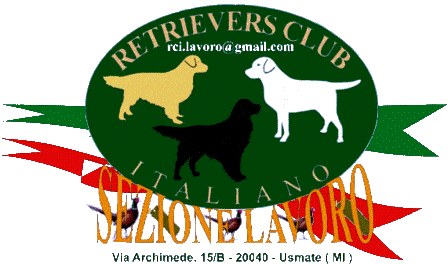 RETRIEVERS CLUB
rci.lavoro@gmail.com
ITALIANO
SEZIONE LAVORO
Via Archimede, 15/B - 20040 - Usmate ( MI )